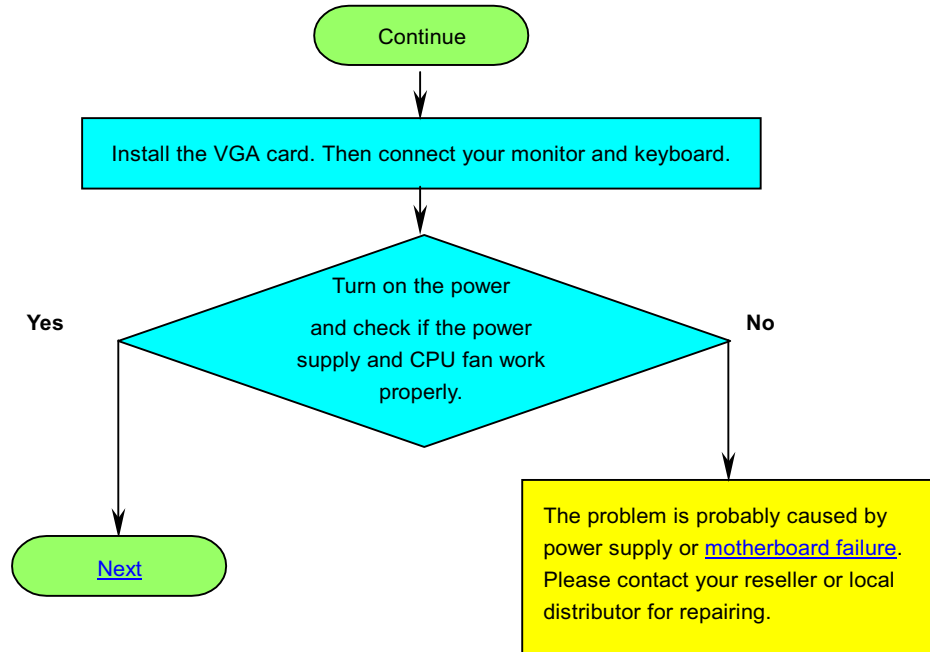 Continue
Install the VGA card. Then connect your monitor and keyboard.
Turn on the power
and check if the power
supply and CPU fan work
properly.
Yes
No
Next
The problem is probably caused by
power supply or motherboard failure.
Please contact your reseller or local
distributor for repairing.